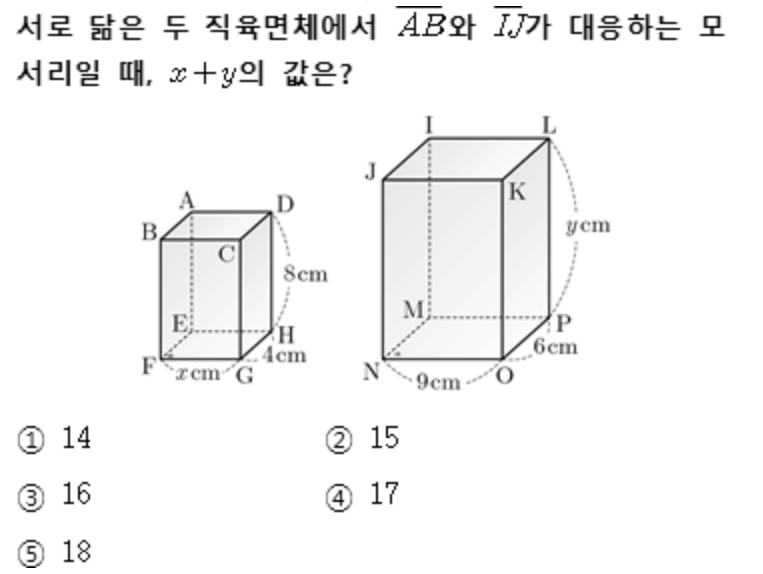 서로 닮은 두 직육면체에서 AB와 IJ가 대응하는 모
서리일 때, x+y의 값은?
I L
J K
A D
B C
8cm
ycm
E H
M P
F G
xcm 4cm
N O
9cm 6cm
① 14 ② 15
③ 16 ④ 17
⑤ 18